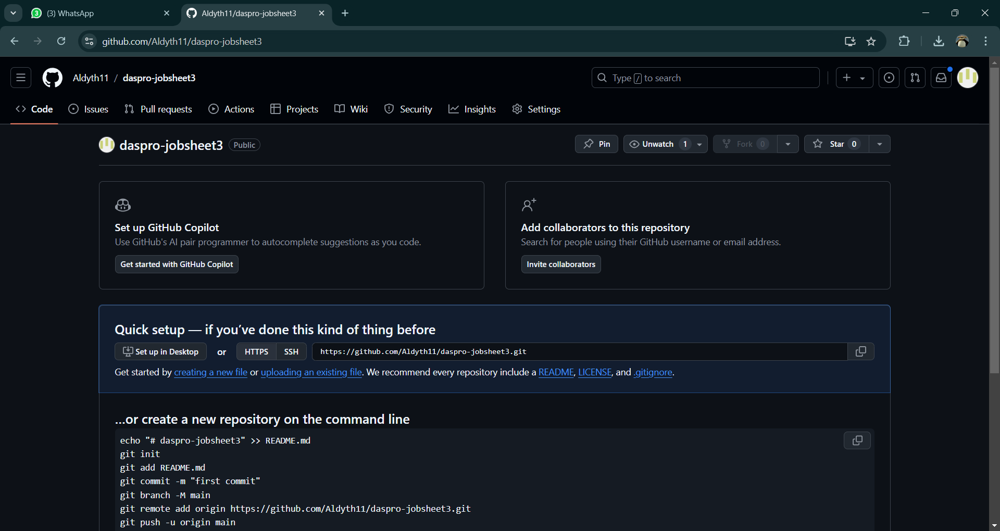 (3) WhatsApp
Aldyth11/daspro-jobsheet3
github.com/Aldyth11/daspro-jobsheet3
Aldyth11 / daspro-jobsheet3
Type / to search
Code Issues Pull requests Actions Projects Wiki Security Insights Settings
daspro-jobsheet3 Public
Pin Unwatch 1 Fork 0 Star 0
Set up GitHub Copilot
Use GitHub's AI pair programmer to autocomplete suggestions as you code.
Get started with GitHub Copilot
Add collaborators to this repository
Search for people using their GitHub username or email address.
Invite collaborators
Quick setup — if you’ve done this kind of thing before
Set up in Desktop or HTTPS SSH https://github.com/Aldyth11/daspro-jobsheet3.git
Get started by creating a new file or uploading an existing file. We recommend every repository include a README, LICENSE, and .gitignore.
...or create a new repository on the command line
echo "# daspro-jobsheet3" >> README.md
git init
git add README.md
git commit -m "first commit"
git branch -M main
git remote add origin https://github.com/Aldyth11/daspro-jobsheet3.git
git push -u origin main